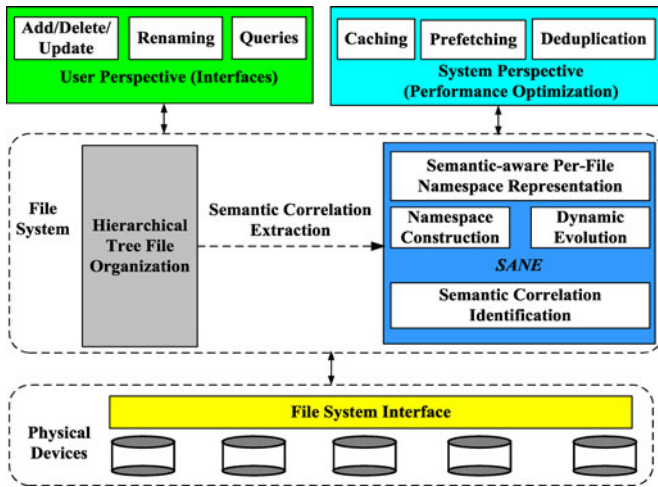 Add/Delete/
Update
Renaming
Queries
User Perspective (Interfaces)
Caching
Prefetching
Deduplication
System Perspective
(Performance Optimization)
File
System
Hierarchical
Tree File
Organization
Semantic Correlation
Extraction
Semantic-aware Per-File
Namespace Representation
Namespace
Construction
Dynamic
Evolution
SANE
Semantic Correlation
Identification
Physical
Devices
File System Interface